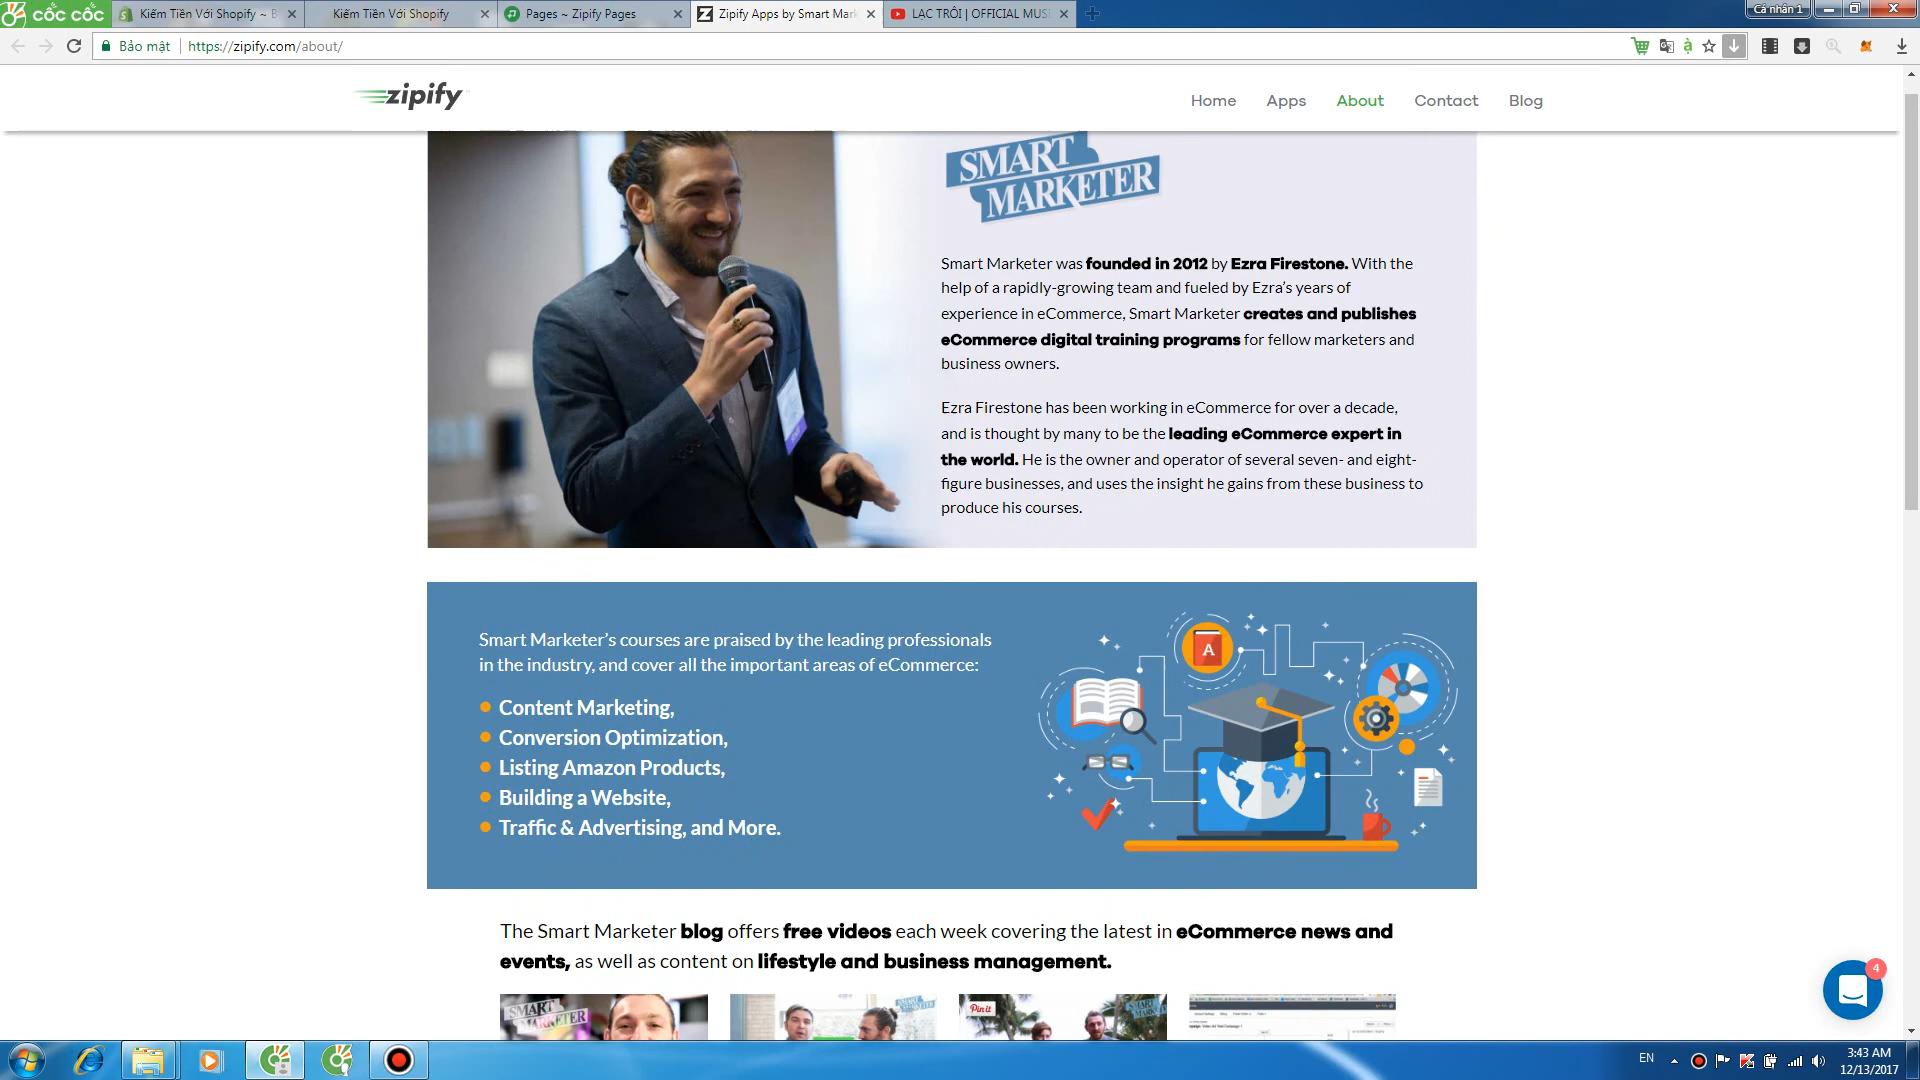 cốc cốc
Kiếm Tiền Với Shopify ~ B
Kiếm Tiền Với Shopify
Pages ~ Zipify Pages
Zipify Apps by Smart Mark
LẠC TRÔI | OFFICIAL MUSI
Cá nhân 1
Bảo mật
https://zipify.com/about/
zipify
Home
Apps
About
Contact
Blog
SMART
MARKETER
Smart Marketer was founded in 2012 by Ezra Firestone. With the
help of a rapidly-growing team and fueled by Ezra’s years of
experience in eCommerce, Smart Marketer creates and publishes
eCommerce digital training programs for fellow marketers and
business owners.
Ezra Firestone has been working in eCommerce for over a decade,
and is thought by many to be the leading eCommerce expert in
the world. He is the owner and operator of several seven- and eight-
figure businesses, and uses the insight he gains from these business to
produce his courses.
Smart Marketer’s courses are praised by the leading professionals
in the industry, and cover all the important areas of eCommerce:
Content Marketing,
Conversion Optimization,
Listing Amazon Products,
Building a Website,
Traffic & Advertising, and More.
A
The Smart Marketer blog offers free videos each week covering the latest in eCommerce news and
events, as well as content on lifestyle and business management.
SMART
MARKETER
SMART
MARKETER
Pin it
SMART
MARKETER
4
EN
3:43 AM
12/13/2017